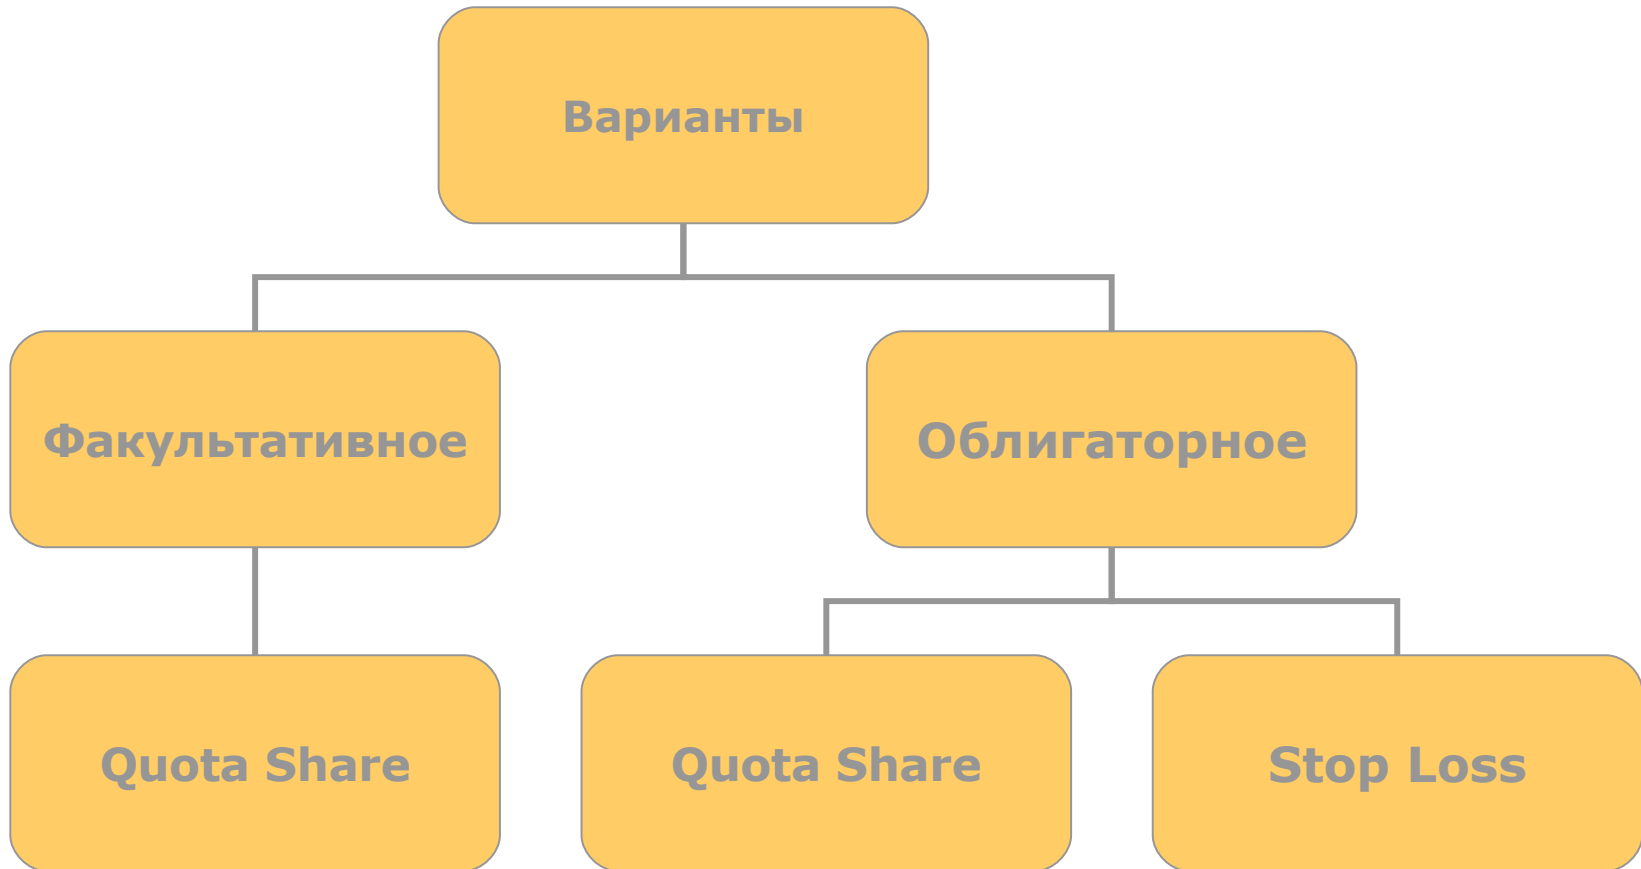 Варианты
Факультативное
Облигаторное
Quota Share
Quota Share
Stop Loss